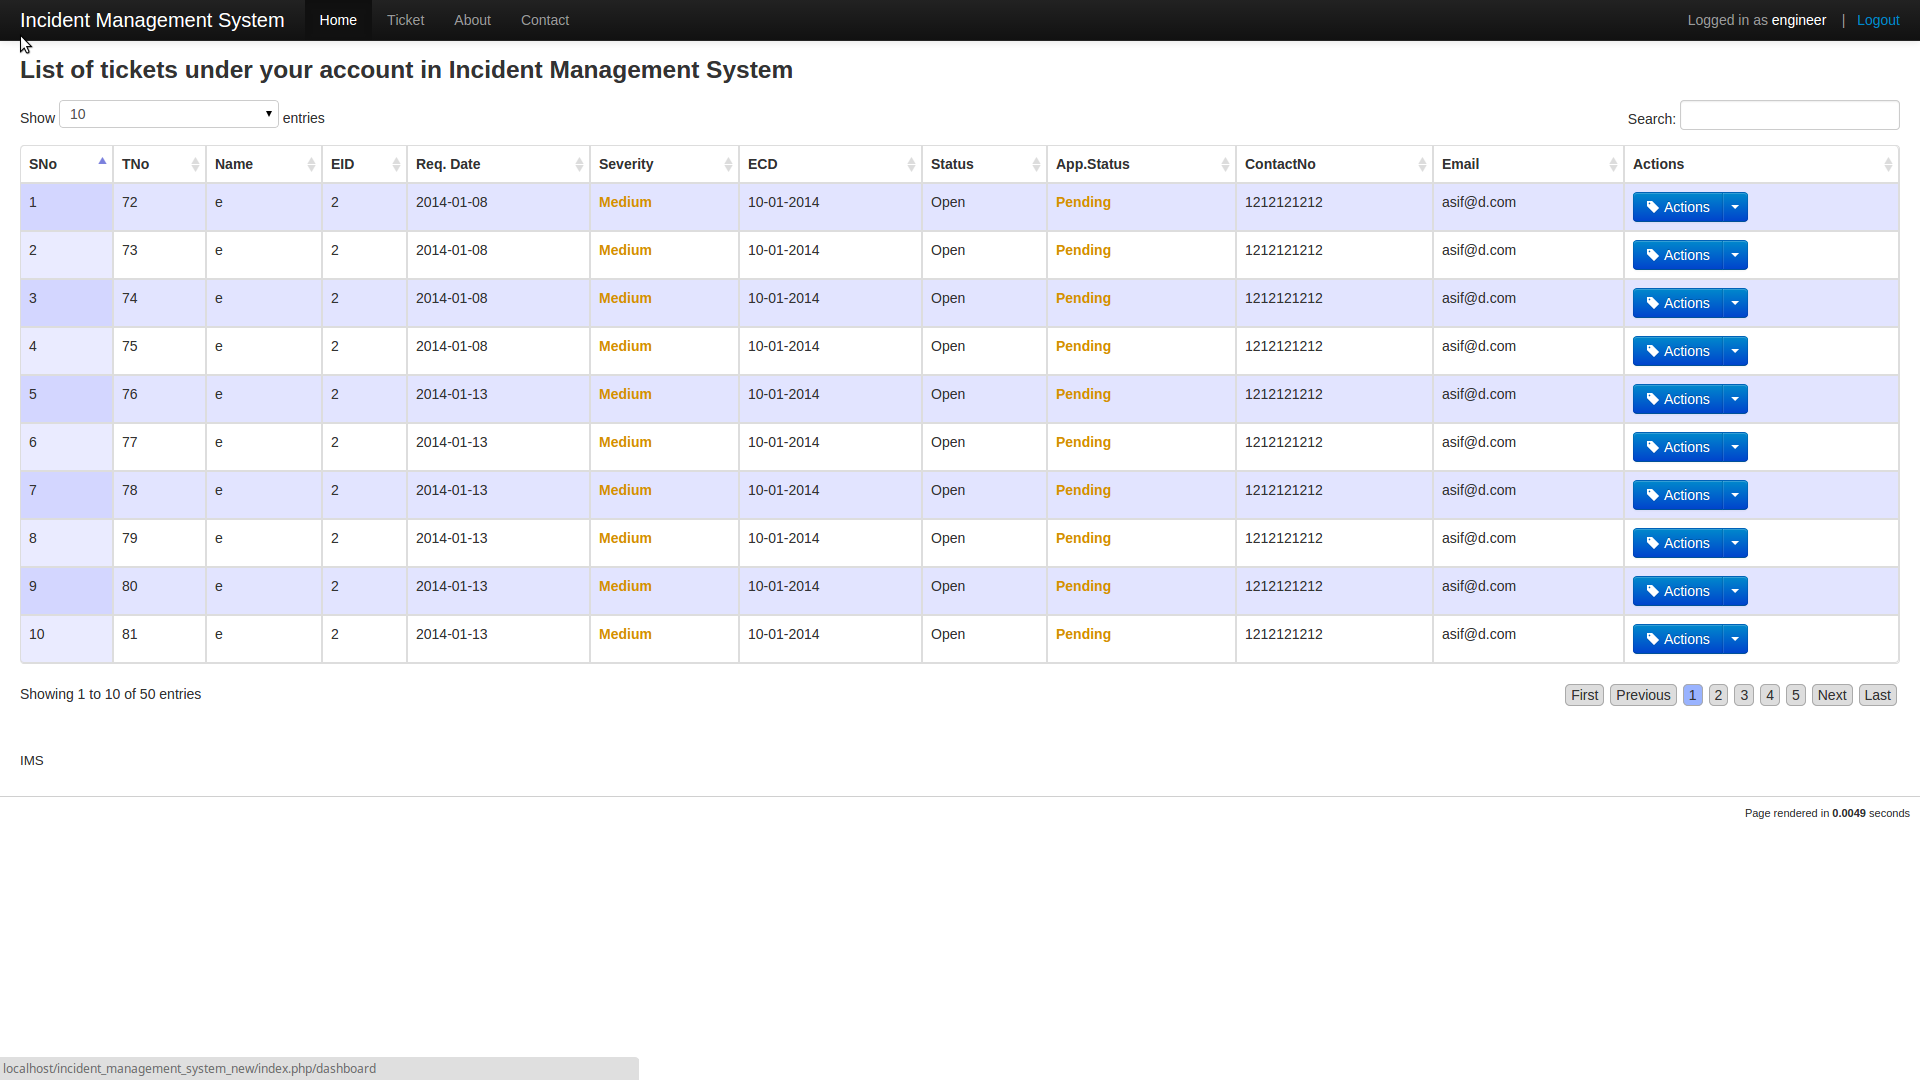 Incident Management System Home Ticket About Contact Logged in as engineer | Logout
List of tickets under your account in Incident Management System
Show 10 entries Search:
SNo TNo Name EID Req. Date Severity ECD Status App.Status ContactNo Email Actions
1 72 e 2 2014-01-08 Medium 10-01-2014 Open Pending 1212121212 asif@d.com Actions
2 73 e 2 2014-01-08 Medium 10-01-2014 Open Pending 1212121212 asif@d.com Actions
3 74 e 2 2014-01-08 Medium 10-01-2014 Open Pending 1212121212 asif@d.com Actions
4 75 e 2 2014-01-08 Medium 10-01-2014 Open Pending 1212121212 asif@d.com Actions
5 76 e 2 2014-01-13 Medium 10-01-2014 Open Pending 1212121212 asif@d.com Actions
6 77 e 2 2014-01-13 Medium 10-01-2014 Open Pending 1212121212 asif@d.com Actions
7 78 e 2 2014-01-13 Medium 10-01-2014 Open Pending 1212121212 asif@d.com Actions
8 79 e 2 2014-01-13 Medium 10-01-2014 Open Pending 1212121212 asif@d.com Actions
9 80 e 2 2014-01-13 Medium 10-01-2014 Open Pending 1212121212 asif@d.com Actions
10 81 e 2 2014-01-13 Medium 10-01-2014 Open Pending 1212121212 asif@d.com Actions
Showing 1 to 10 of 50 entries First Previous 1 2 3 4 5 Next Last
IMS
Page rendered in 0.0049 seconds
localhost/incident_management_system_new/index.php/dashboard